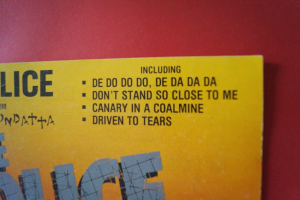 INCLUDING
LICE
▪ DE DO DO DO, DE DA DA DA
▪ DON'T STAND SO CLOSE TO ME
▪ CANARY IN A COALMINE
▪ DRIVEN TO TEARS
NDATTA